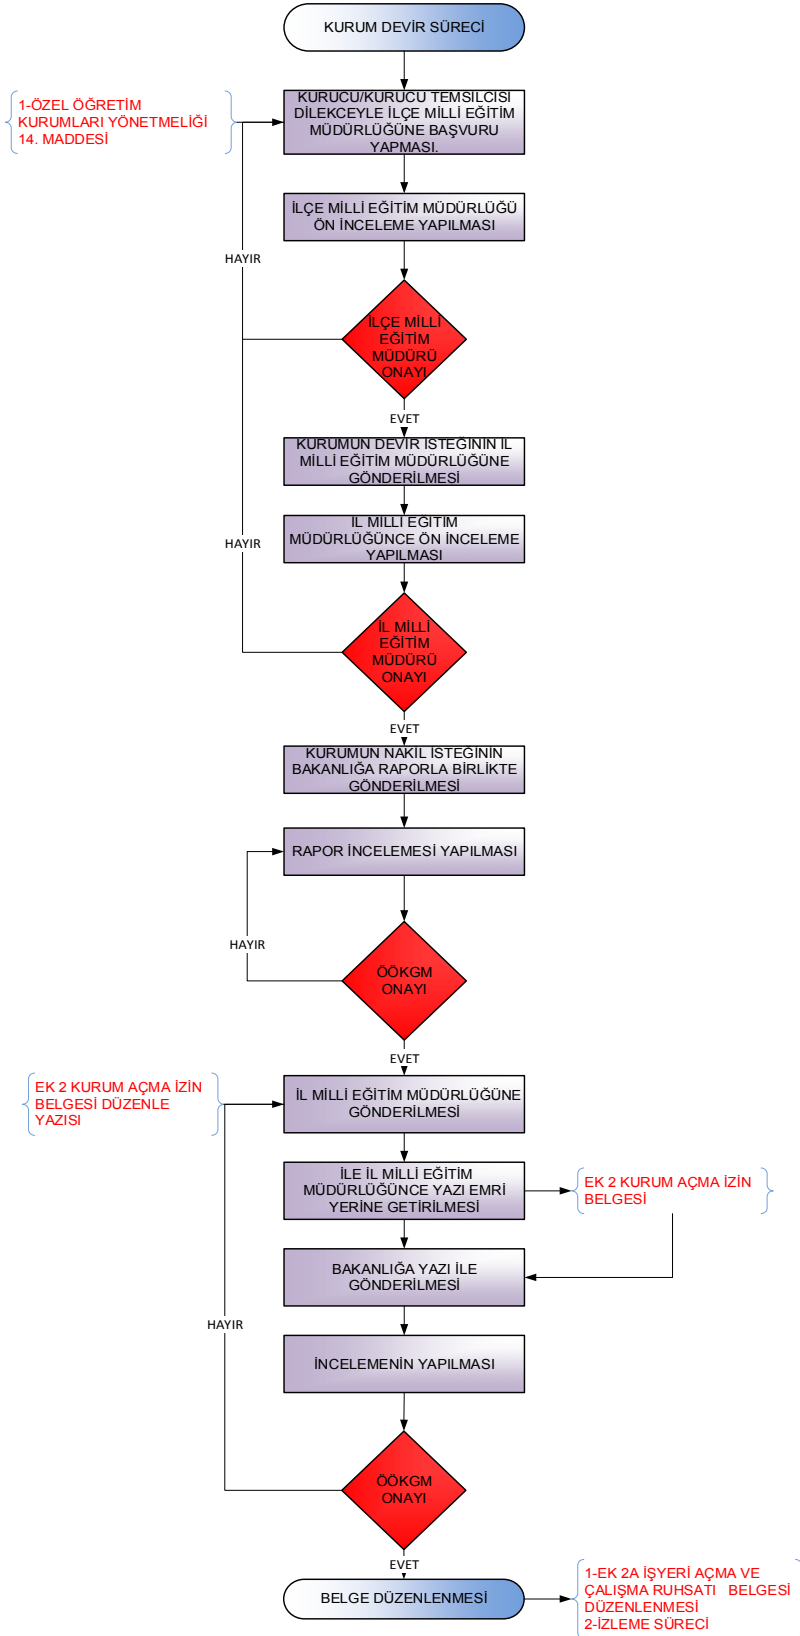 KURUM DEVİR SÜRECİ
1-ÖZEL ÖĞRETİM
KURUMLARI YÖNETMELİĞİ
14. MADDESİ
KURUCU/KURUCU TEMSİLCİSİ
DİLEKCEYLE İLÇE MİLLİ EĞİTİM
MÜDÜRLÜĞÜNE BAŞVURU
YAPMASI.
İLÇE MİLLİ EĞİTİM MÜDÜRLÜĞÜ
ÖN İNCELEME YAPILMASI
HAYIR
İLÇE MİLLİ
EĞİTİM
MÜDÜRÜ
ONAYI
EVET
KURUMUN DEVİR İSTEĞİNİN İL
MİLLİ EĞİTİM MÜDÜRLÜĞÜNE
GÖNDERİLMESİ
İL MİLLİ EĞİTİM
MÜDÜRLÜĞÜNCE ÖN İNCELEME
YAPILMASI
HAYIR
İL MİLLİ
EĞİTİM
MÜDÜRÜ
ONAYI
EVET
KURUMUN NAKİL İSTEĞİNİN
BAKANLIĞA RAPORLA BİRLİKTE
GÖNDERİLMESİ
RAPOR İNCELEMESİ YAPILMASI
HAYIR
ÖÖKGM
ONAYI
EVET
EK 2 KURUM AÇMA İZİN
BELGESİ DÜZENLE
YAZISI
İL MİLLİ EĞİTİM MÜDÜRLÜĞÜNE
GÖNDERİLMESİ
İLE İL MİLLİ EĞİTİM
MÜDÜRLÜĞÜNCE YAZI EMRİ
YERİNE GETİRİLMESİ
EK 2 KURUM AÇMA İZİN
BELGESİ
BAKANLIĞA YAZI İLE
GÖNDERİLMESİ
HAYIR
İNCELEMENİN YAPILMASI
ÖÖKGM
ONAYI
EVET
BELGE DÜZENLENMESİ
1-EK 2A İŞYERİ AÇMA VE
ÇALIŞMA RUHSATI BELGESİ
DÜZENLENMESİ
2-İZLEME SÜRECİ